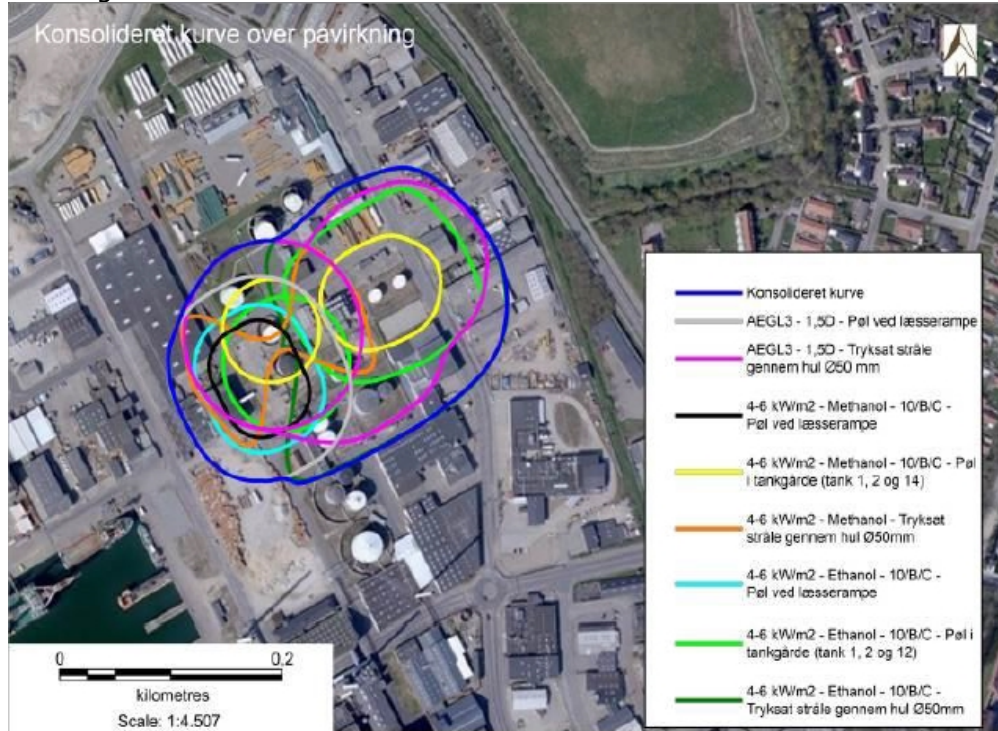 Konsolideret kurve over påvirkning
N
Konsolideret kurve
AEGL3 - 1,5D - Pøl ved læsserampe
AEGL3 - 1,5D - Tryksat stråle
gennem hul Ø50 mm
4-6 kW/m2 - Methanol - 10/B/C -
Pøl ved læsserampe
4-6 kW/m2 - Methanol - 10/B/C - Pøl
i tankgårde (tank 1, 2 og 14)
4-6 kW/m2 - Methanol - Tryksat
stråle gennem hul Ø50mm
4-6 kW/m2 - Ethanol - 10/B/C -
Pøl ved læsserampe
4-6 kW/m2 - Ethanol - 10/B/C - Pøl i
tankgårde (tank 1, 2 og 12)
4-6 kW/m2 - Ethanol - 10/B/C -
Tryksat stråle gennem hul Ø50mm
0 0,2
kilometres
Scale: 1:4.507